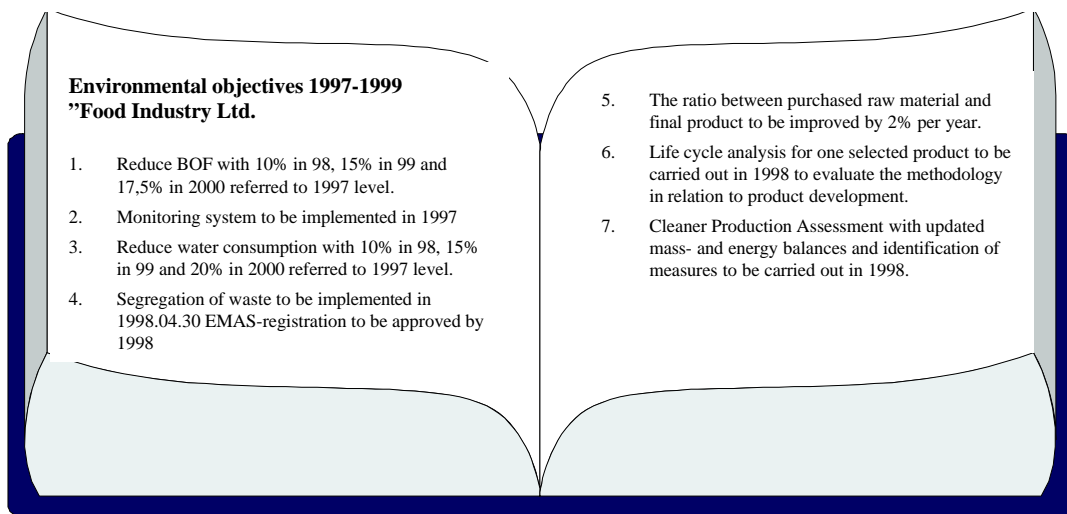 Environmental objectives 1997-1999
”Food Industry Ltd.
1. Reduce BOF with 10% in 98, 15% in 99 and
17,5% in 2000 referred to 1997 level.
2. Monitoring system to be implemented in 1997
3. Reduce water consumption with 10% in 98, 15%
in 99 and 20% in 2000 referred to 1997 level.
4. Segregation of waste to be implemented in
1998.04.30 EMAS-registration to be approved by
1998
5. The ratio between purchased raw material and
final product to be improved by 2% per year.
6. Life cycle analysis for one selected product to be
carried out in 1998 to evaluate the methodology
in relation to product development.
7. Cleaner Production Assessment with updated
mass- and energy balances and identification of
measures to be carried out in 1998.